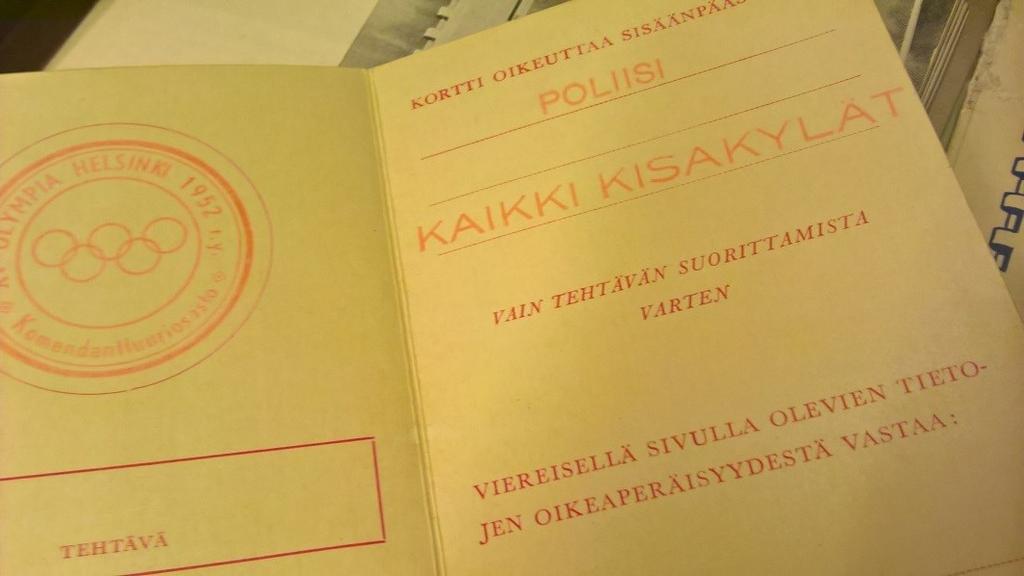 OLYMPIA HELSINKI 1952 r.y.
Komendanttuuriosasto
TEHTÄVÄ
KORTTI OIKEUTTAA SISÄÄNPÄÄS
POLIISI
KAIKKI KISAKYLÄT
VAIN TEHTÄVÄN SUORITTAMISTA
VARTEN
VIEREISELLÄ SIVULLA OLEVIEN TIETO-
JEN OIKEAPERÄISYYDESTÄ VASTAA: